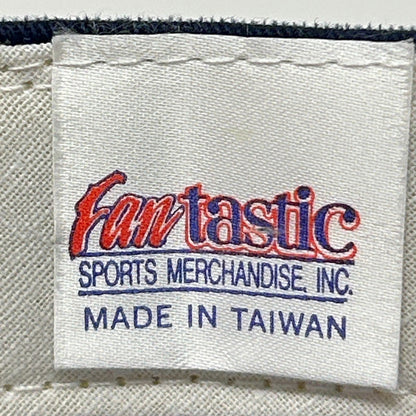 Fantastic
SPORTS MERCHANDISE, INC.
MADE IN TAIWAN